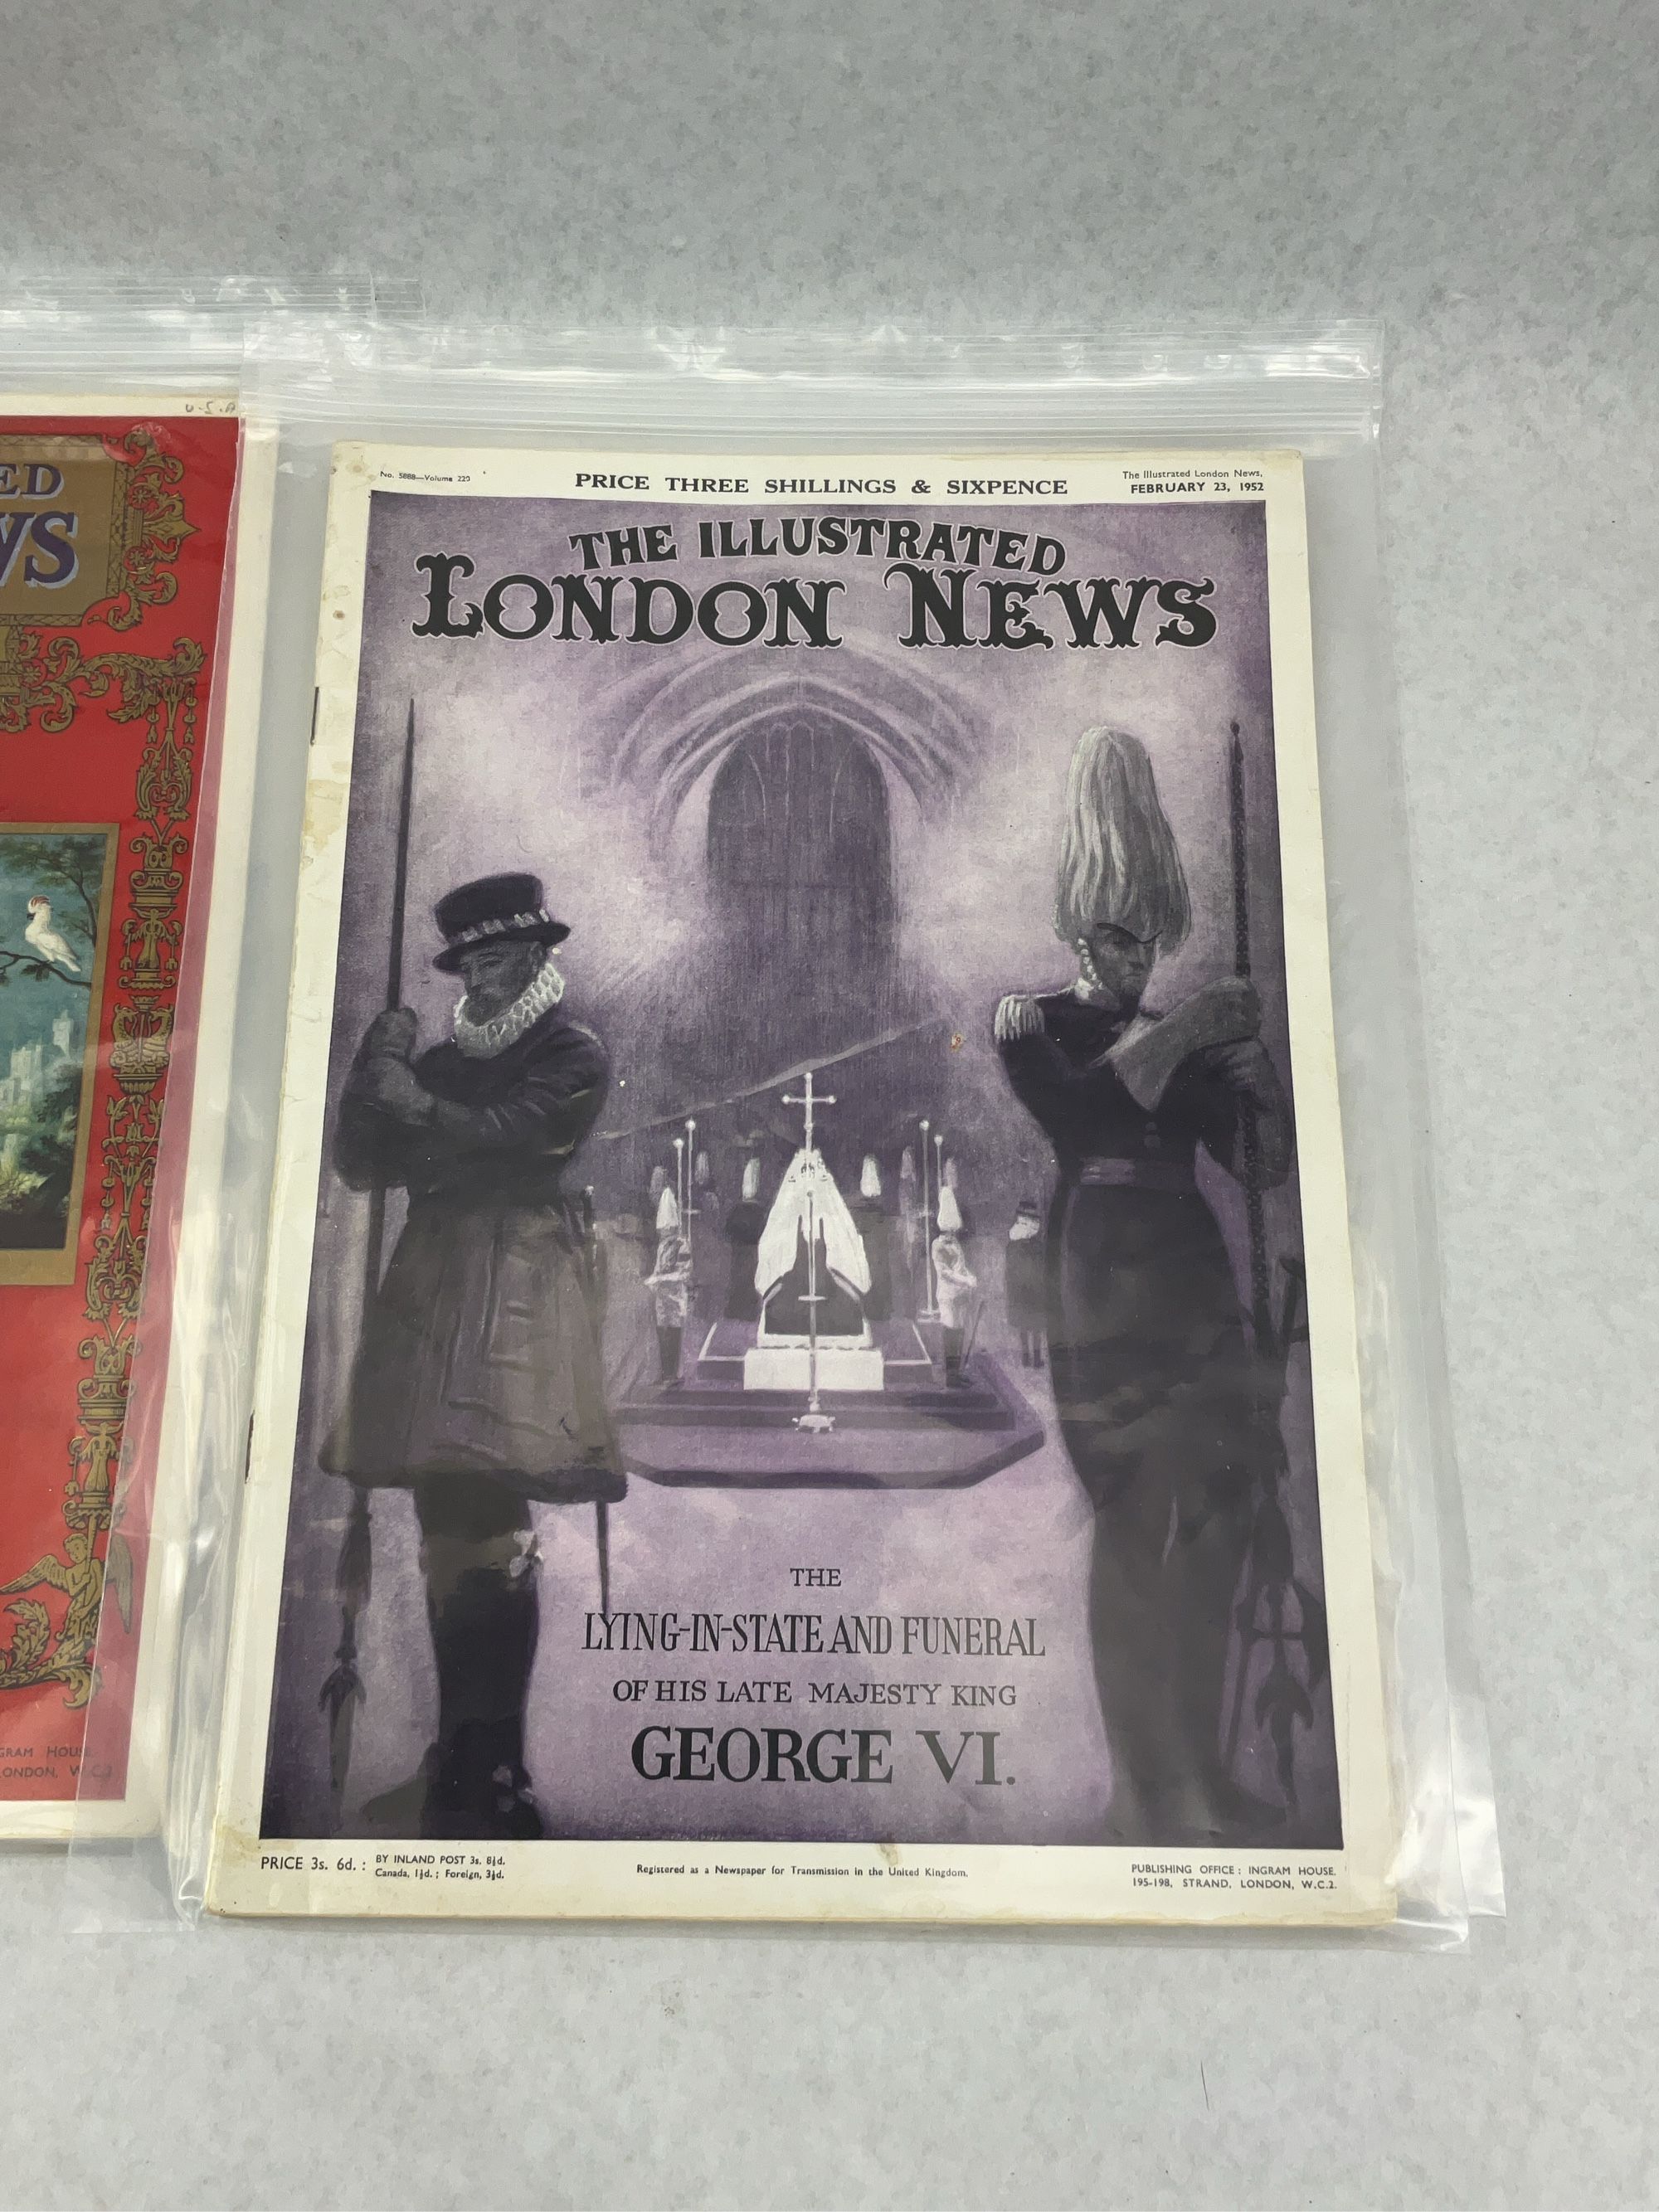 U.S.A
ED
WS
GRAM HOUSE,
LONDON, W.C.2
No. 5888—Volume 220
PRICE THREE SHILLINGS & SIXPENCE
The Illustrated London News,
FEBRUARY 23, 1952
THE ILLUSTRATED
LONDON NEWS
THE
LYING-IN-STATE AND FUNERAL
OF HIS LATE MAJESTY KING
GEORGE VI.
PRICE 3s. 6d. :
BY INLAND POST 3s. 8½d.
Canada, 1½d. ; Foreign, 3½d.
Registered as a Newspaper for Transmission in the United Kingdom.
PUBLISHING OFFICE : INGRAM HOUSE.
195-198, STRAND, LONDON, W.C.2.